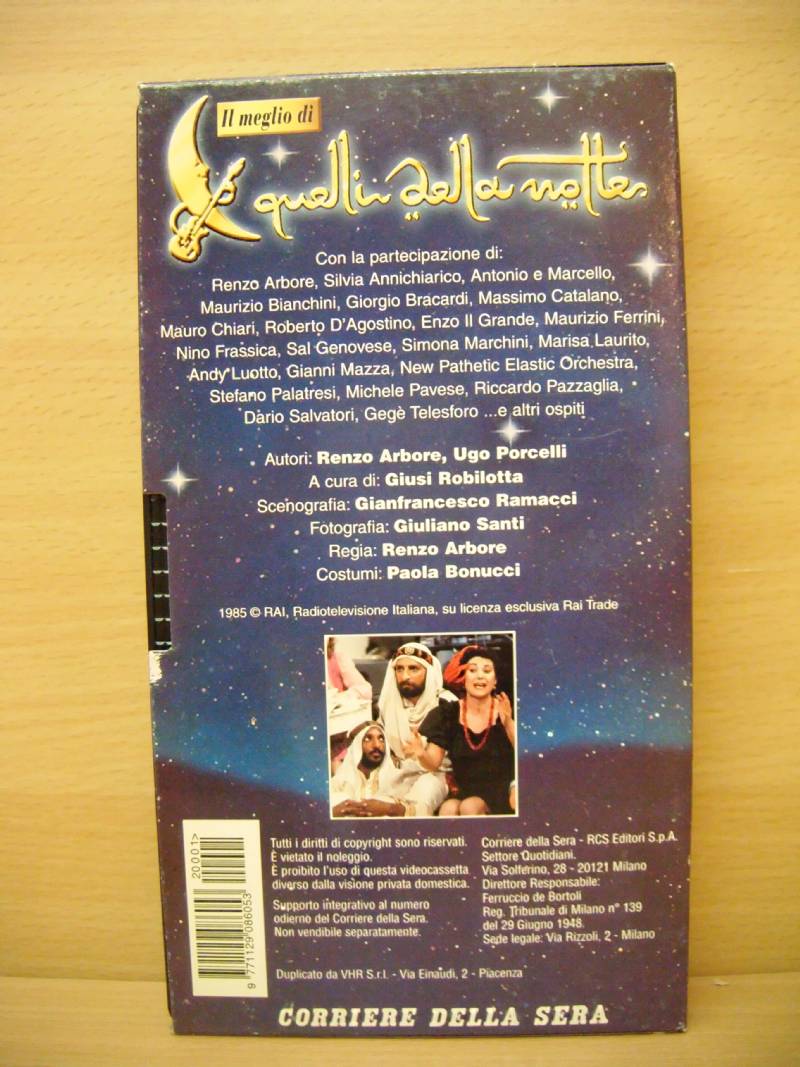 Il meglio di
quelli della notte
Con la partecipazione di:
Renzo Arbore, Silvia Annichiarico, Antonio e Marcello,
Maurizio Bianchini, Giorgio Bracardi, Massimo Catalano,
Mauro Chiari, Roberto D'Agostino, Enzo Il Grande, Maurizio Ferrini,
Nino Frassica, Sal Genovese, Simona Marchini, Marisa Laurito,
Andy Luotto, Gianni Mazza, New Pathetic Elastic Orchestra,
Stefano Palatresi, Michele Pavese, Riccardo Pazzaglia,
Dario Salvatori, Gegè Telesforo ...e altri ospiti
Autori: Renzo Arbore, Ugo Porcelli
A cura di: Giusi Robilotta
Scenografia: Gianfrancesco Ramacci
Fotografia: Giuliano Santi
Regia: Renzo Arbore
Costumi: Paola Bonucci
1985 © RAI, Radiotelevisione Italiana, su licenza esclusiva Rai Trade
20001>
9 771129 086053
Tutti i diritti di copyright sono riservati.
È vietato il noleggio.
È proibito l'uso di questa videocassetta
diverso dalla visione privata domestica.
Supporto integrativo al numero
odierno del Corriere della Sera.
Non vendibile separatamente.
Corriere della Sera - RCS Editori S.p.A.
Settore Quotidiani.
Via Solferino, 28 - 20121 Milano
Direttore Responsabile:
Ferruccio de Bortoli
Reg. Tribunale di Milano n° 139
del 29 Giugno 1948.
Sede legale: Via Rizzoli, 2 - Milano
Duplicato da VHR S.r.l. - Via Einaudi, 2 - Piacenza
CORRIERE DELLA SERA